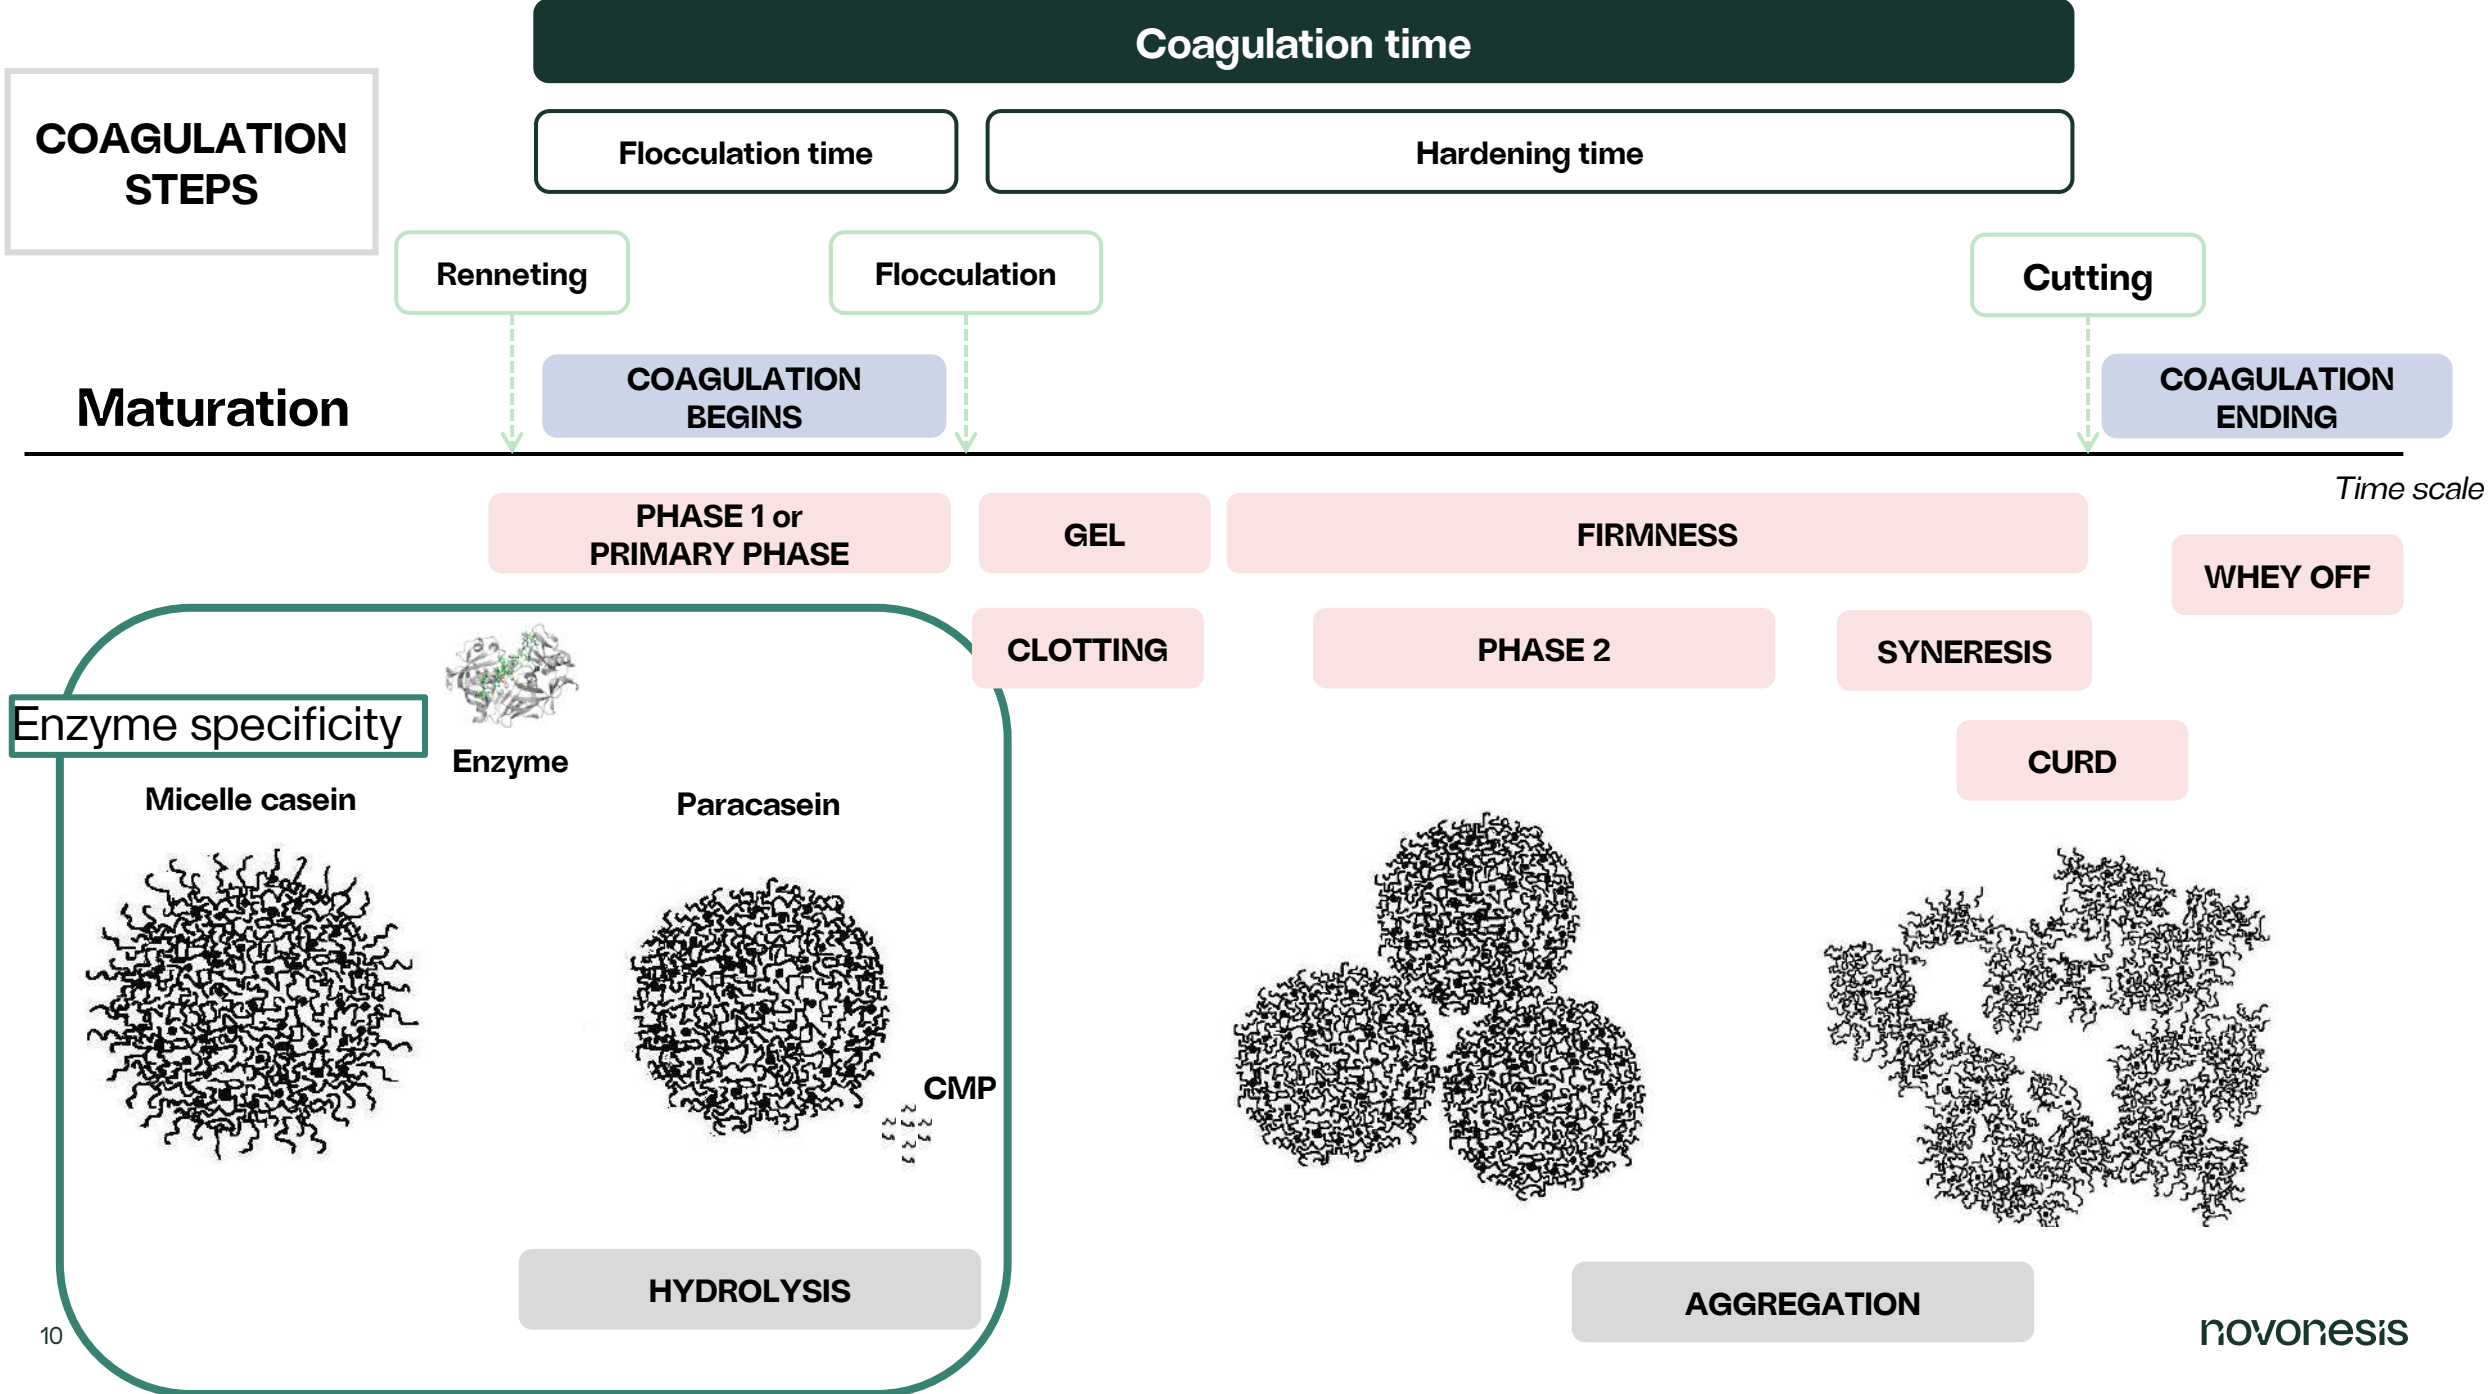 Coagulation time
COAGULATION
STEPS
Flocculation time
Hardening time
Renneting
Flocculation
Cutting
Maturation
COAGULATION
BEGINS
COAGULATION
ENDING
Time scale
PHASE 1 or
PRIMARY PHASE
GEL
FIRMNESS
WHEY OFF
CLOTTING
PHASE 2
SYNERESIS
Enzyme specificity
Enzyme
CURD
Micelle casein
Paracasein
CMP
HYDROLYSIS
AGGREGATION
10
novonesis